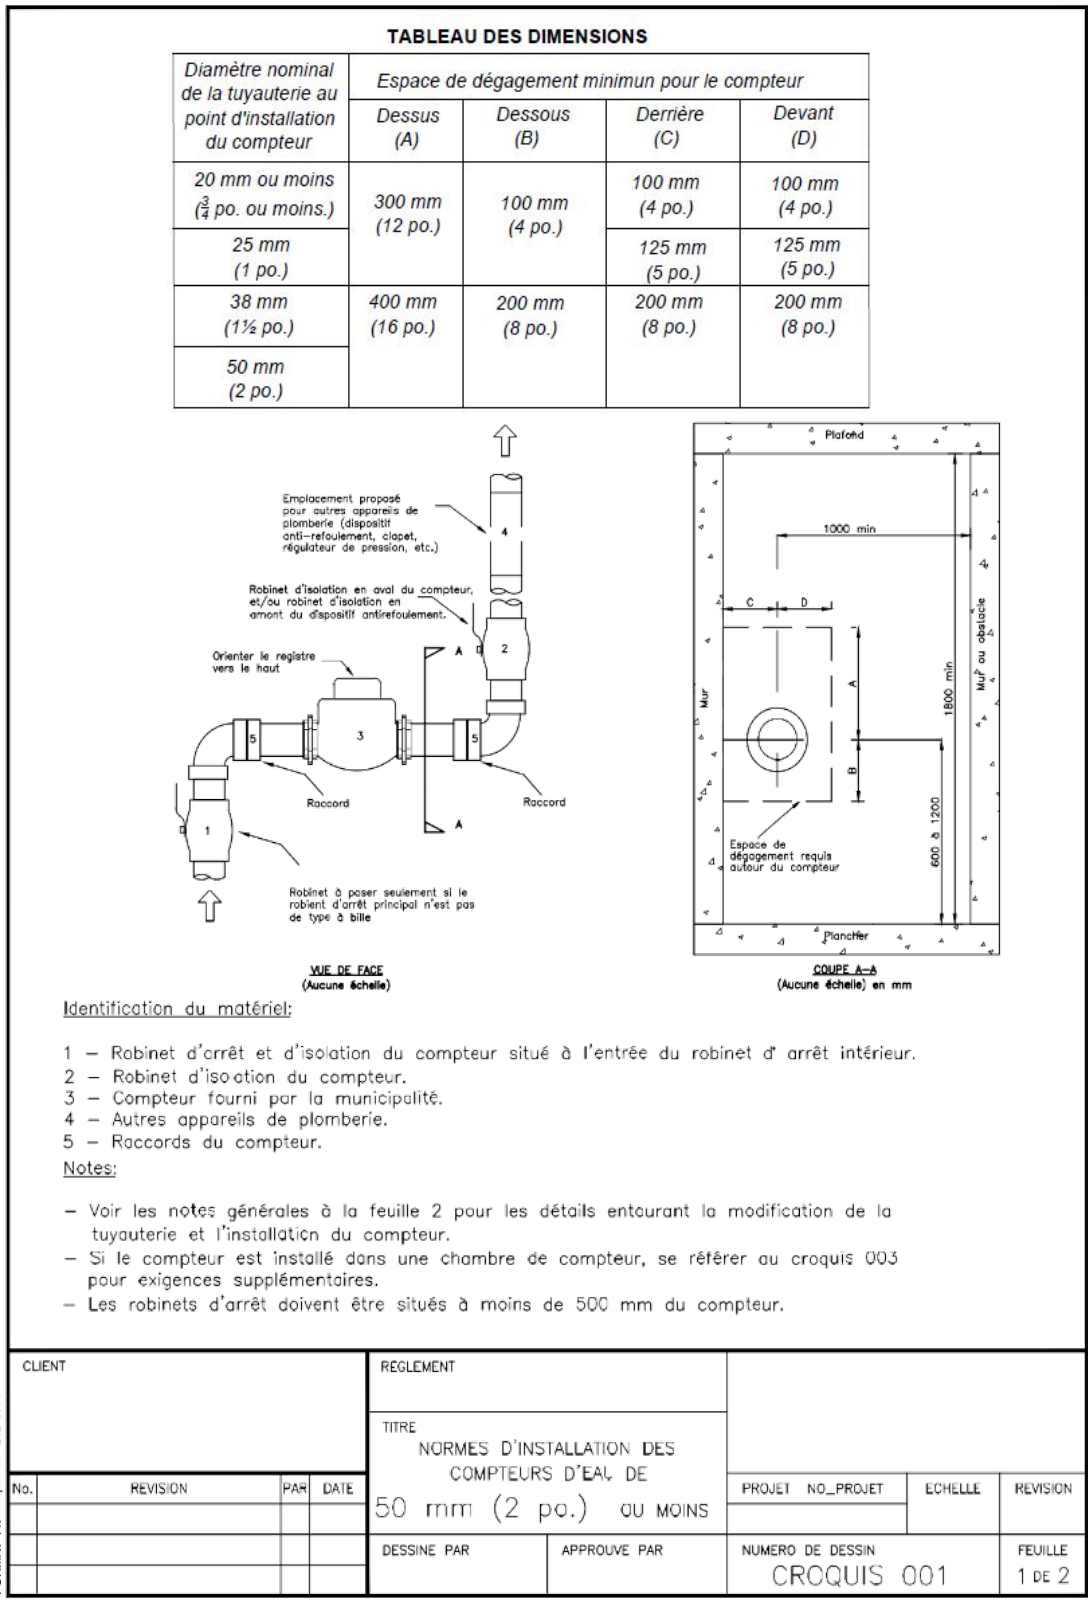 TABLEAU DES DIMENSIONS
Diamètre nominal
de la tuyauterie au
point d'installation
du compteur
Espace de dégagement minimun pour le compteur
Dessus
(A)
Dessous
(B)
Derrière
(C)
Devant
(D)
20 mm ou moins
(¾ po. ou moins.)
300 mm
(12 po.)
100 mm
(4 po.)
100 mm
(4 po.)
100 mm
(4 po.)
25 mm
(1 po.)
125 mm
(5 po.)
125 mm
(5 po.)
38 mm
(1½ po.)
400 mm
(16 po.)
200 mm
(8 po.)
200 mm
(8 po.)
200 mm
(8 po.)
50 mm
(2 po.)
Emplacement proposé
pour autres appareils de
plomberie (dispositif
anti-refoulement, clapet,
régulateur de pression, etc.)
4
Robinet d'isolation en aval du compteur,
et/ou robinet d'isolation en
amont du dispositif antirefoulement.
A
2
Orienter le registre
vers le haut
5
3
5
Raccord
Raccord
A
1
Robinet à poser seulement si le
robient d'arrêt principal n'est pas
de type à bille
VUE DE FACE
(Aucune échelle)
Plafond
1000 min
C
D
Mur
A
B
1800 min
Mur ou obstacle
600 à 1200
Espace de
dégagement requis
autour du compteur
Plancher
COUPE A-A
(Aucune échelle) en mm
Identification du matériel:
1 – Robinet d'arrêt et d'isolation du compteur situé à l'entrée du robinet d' arrêt intérieur.
2 – Robinet d'isolation du compteur.
3 – Compteur fourni par la municipalité.
4 – Autres appareils de plomberie.
5 – Raccords du compteur.
Notes:
– Voir les notes générales à la feuille 2 pour les détails entourant la modification de la
tuyauterie et l'installation du compteur.
– Si le compteur est installé dans une chambre de compteur, se référer au croquis 003
pour exigences supplémentaires.
– Les robinets d'arrêt doivent être situés à moins de 500 mm du compteur.
CLIENT
RÈGLEMENT
TITRE
NORMES D'INSTALLATION DES
COMPTEURS D'EAU DE
50 mm (2 po.) OU MOINS
No.
REVISION
PAR
DATE
PROJET NO_PROJET
ECHELLE
REVISION
DESSINE PAR
APPROUVE PAR
NUMERO DE DESSIN
CROQUIS 001
FEUILLE
1 DE 2